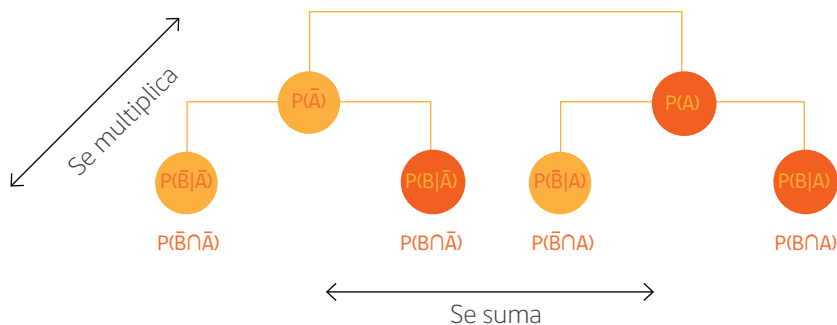 Se multiplica
P(Ā)
P(A)
P(B̄|Ā)
P(B|Ā)
P(B̄|A)
P(B|A)
P(B̄∩Ā)
P(B∩Ā)
P(B̄∩A)
P(B∩A)
Se suma